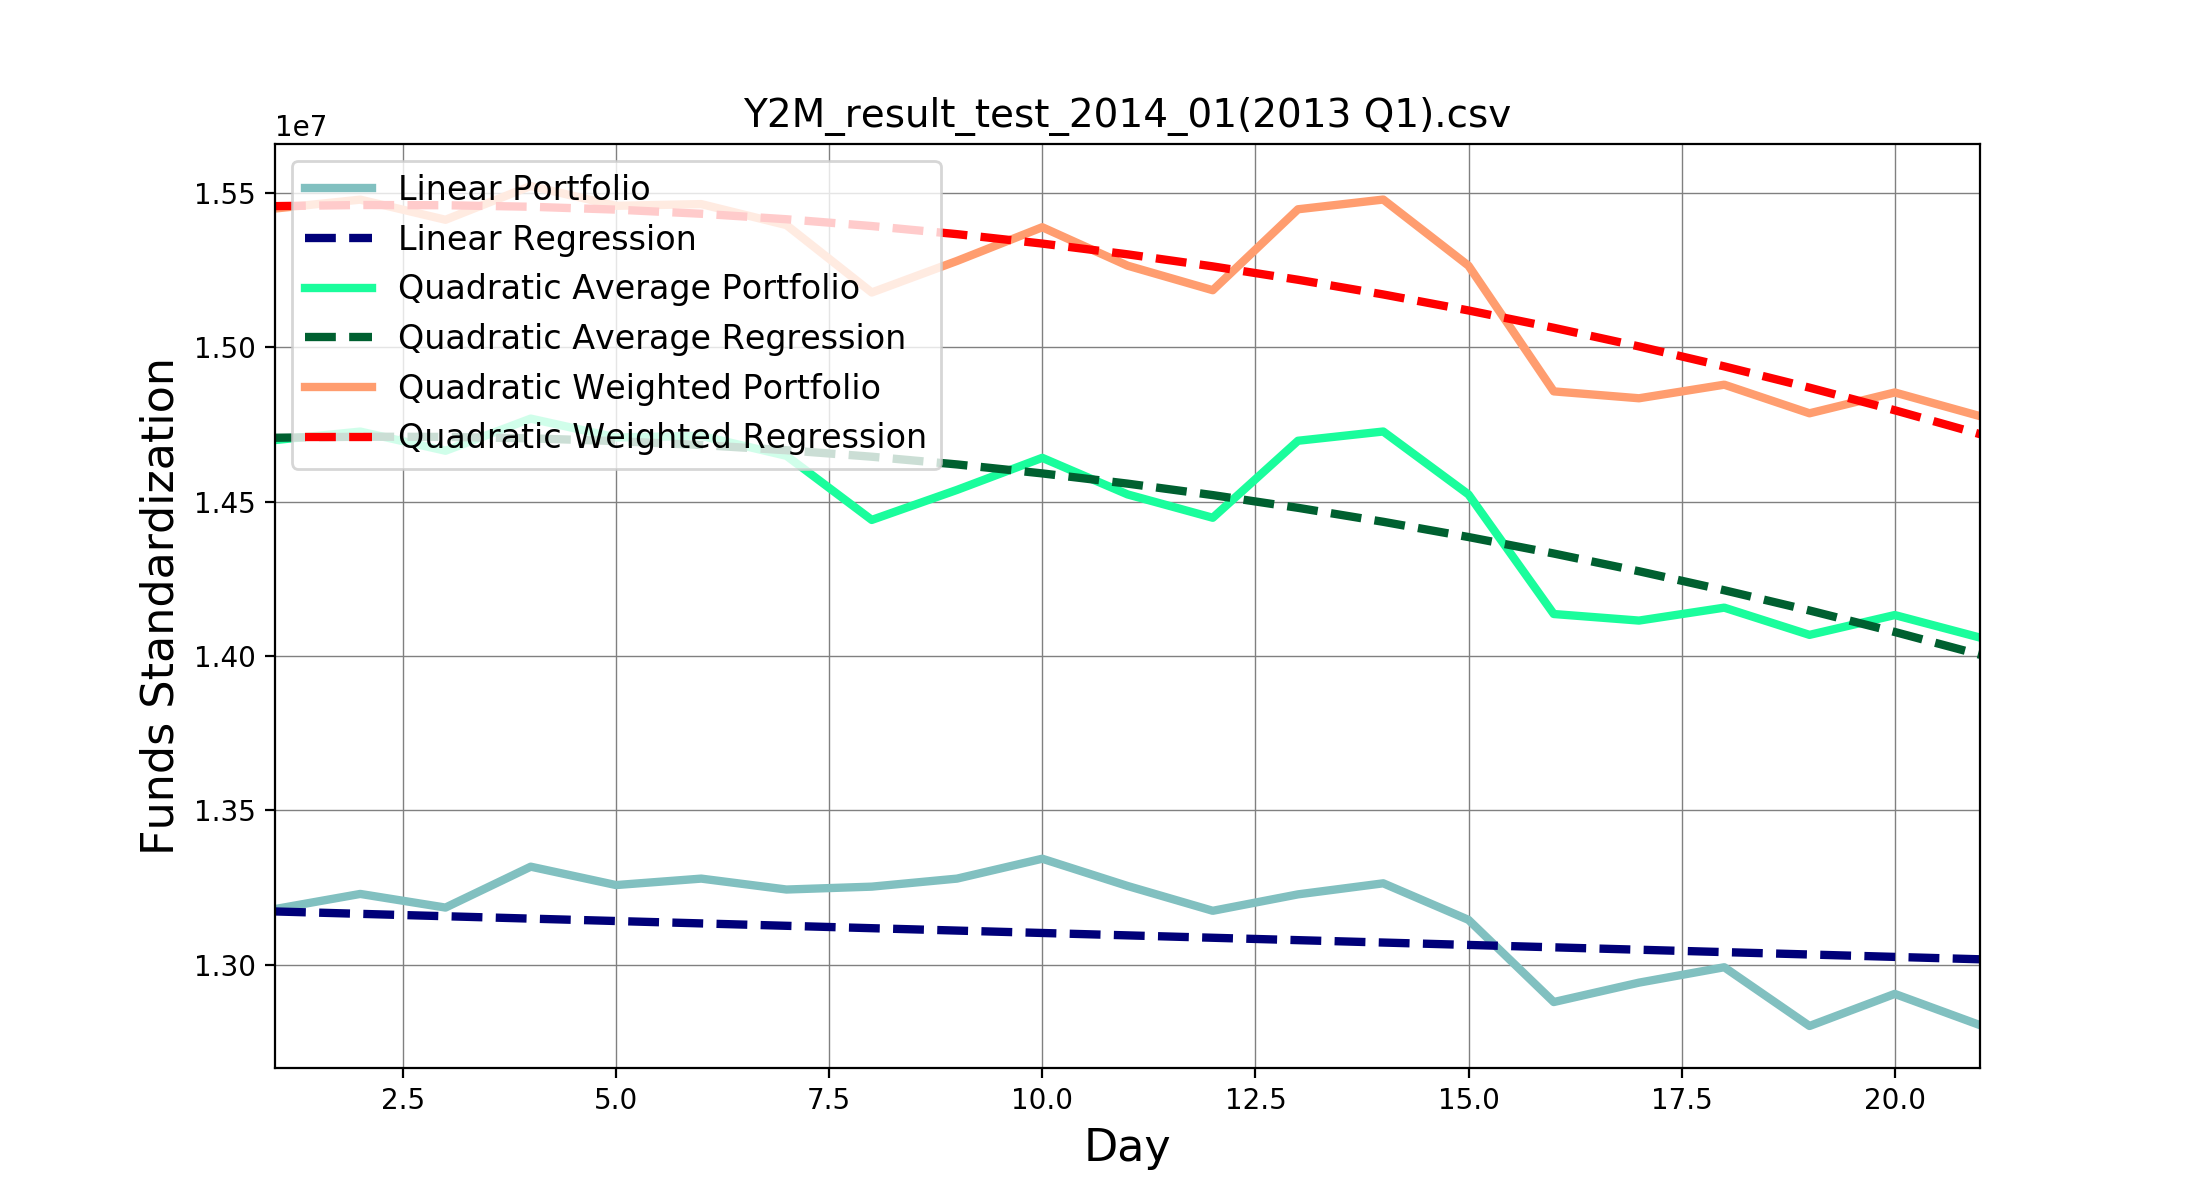 Y2M_result_test_2014_01(2013 Q1).csv
1e7
Linear Portfolio
Linear Regression
Quadratic Average Portfolio
Quadratic Average Regression
Quadratic Weighted Portfolio
Quadratic Weighted Regression
1.55
1.50
1.45
1.40
1.35
1.30
Funds Standardization
2.5 5.0 7.5 10.0 12.5 15.0 17.5 20.0
Day